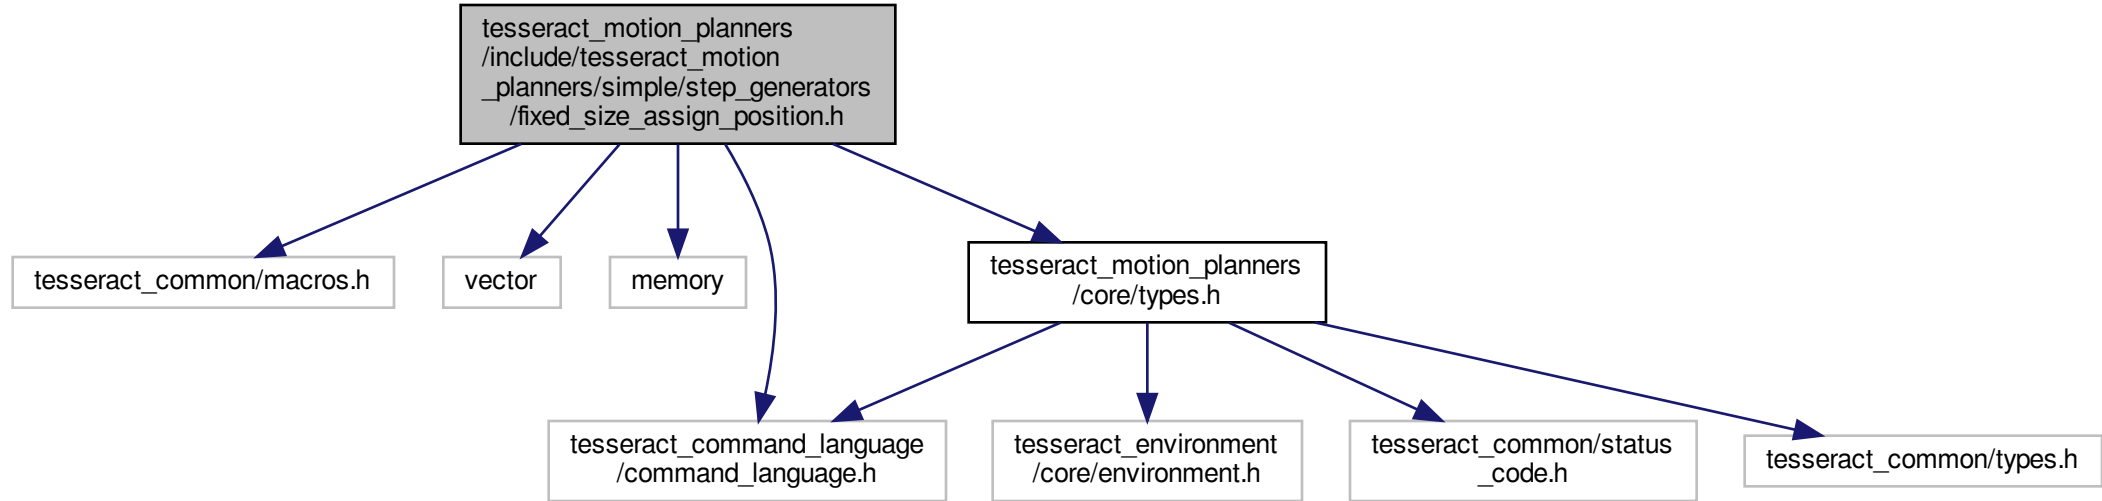 tesseract_motion_planners
/include/tesseract_motion
_planners/simple/step_generators
/fixed_size_assign_position.h
tesseract_common/macros.h
vector
memory
tesseract_motion_planners
/core/types.h
tesseract_command_language
/command_language.h
tesseract_environment
/core/environment.h
tesseract_common/status
_code.h
tesseract_common/types.h